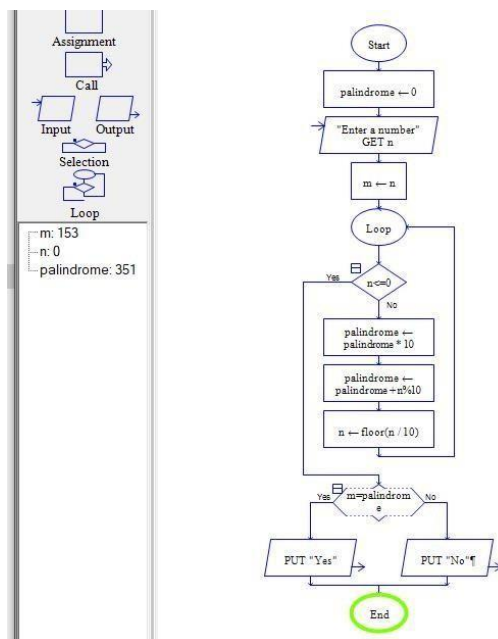 Assignment
Call
Input Output
Selection
Loop
m: 153
n: 0
palindrome: 351
Start
palindrome ← 0
"Enter a number"
GET n
m ← n
Loop
Yes
n<=0
No
palindrome ←
palindrome * 10
palindrome ←
palindrome + n%10
n ← floor(n / 10)
Yes
m=palindrom
e
No
PUT "Yes"
PUT "No"¶
End